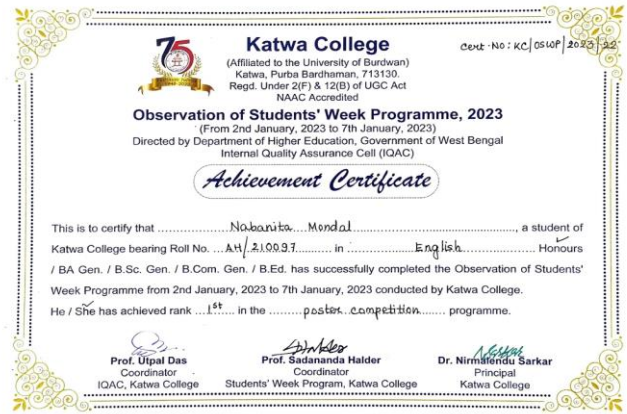 75
Katwa College
Cert. No: KC/OSWP/2023/22
(Affiliated to the University of Burdwan)
Katwa, Purba Bardhaman, 713130.
Regd. Under 2(F) & 12(B) of UGC Act
NAAC Accredited
Observation of Students' Week Programme, 2023
(From 2nd January, 2023 to 7th January, 2023)
Directed by Department of Higher Education, Government of West Bengal
Internal Quality Assurance Cell (IQAC)
Achievement Certificate
This is to certify that Nabanita Mondal, a student of
Katwa College bearing Roll No. AH/210097 in English Honours
/ BA Gen. / B.Sc. Gen. / B.Com. Gen. / B.Ed. has successfully completed the Observation of Students'
Week Programme from 2nd January, 2023 to 7th January, 2023 conducted by Katwa College.
He / She has achieved rank 1st in the poster competition programme.
Prof. Utpal Das
Coordinator
IQAC, Katwa College
Prof. Sadananda Halder
Coordinator
Students' Week Program, Katwa College
Dr. Nirmalendu Sarkar
Principal
Katwa College